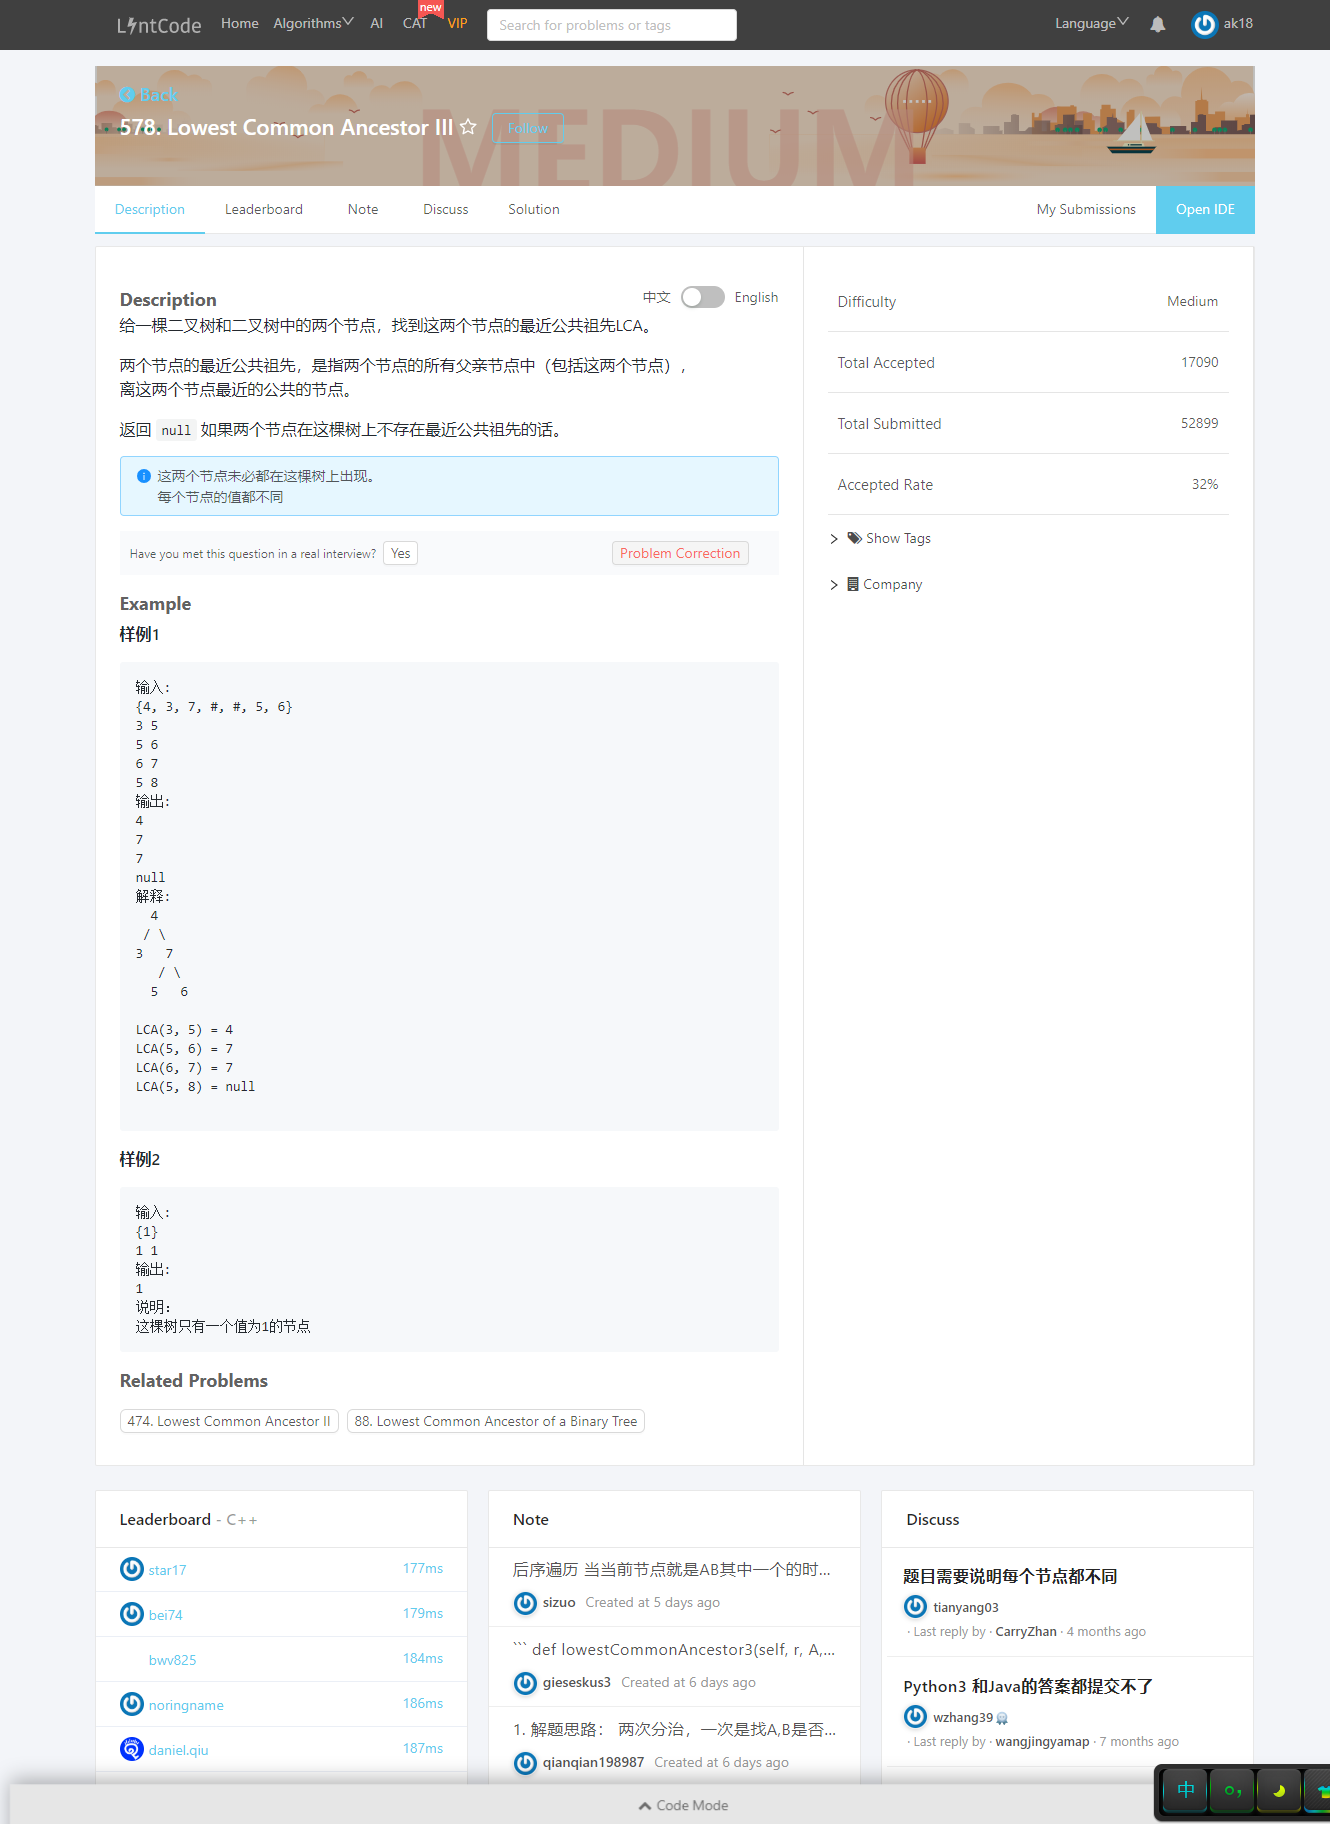 LintCode Home Algorithms AI CAT new VIP Search for problems or tags Language ak18
Back
578. Lowest Common Ancestor III Follow
MEDIUM
Description Leaderboard Note Discuss Solution My Submissions Open IDE
Description 中文 English
给一棵二叉树和二叉树中的两个节点，找到这两个节点的最近公共祖先LCA。
两个节点的最近公共祖先，是指两个节点的所有父亲节点中（包括这两个节点），
离这两个节点最近的公共的节点。
返回 null 如果两个节点在这棵树上不存在最近公共祖先的话。
这两个节点未必都在这棵树上出现。
每个节点的值都不同
Have you met this question in a real interview? Yes Problem Correction
Example
样例1
输入:
{4, 3, 7, #, #, 5, 6}
3 5
5 6
6 7
5 8
输出:
4
7
7
null
解释:
4
/ \
3 7
/ \
5 6
LCA(3, 5) = 4
LCA(5, 6) = 7
LCA(6, 7) = 7
LCA(5, 8) = null
样例2
输入:
{1}
1 1
输出:
1
说明:
这棵树只有一个值为1的节点
Related Problems
474. Lowest Common Ancestor II 88. Lowest Common Ancestor of a Binary Tree
Difficulty Medium
Total Accepted 17090
Total Submitted 52899
Accepted Rate 32%
Show Tags
Company
Leaderboard - C++
star17 177ms
bei74 179ms
bwv825 184ms
noringname 186ms
daniel.qiu 187ms
Note
后序遍历 当当前节点就是AB其中一个的时...
sizuo Created at 5 days ago
``` def lowestCommonAncestor3(self, r, A,...
gieseskus3 Created at 6 days ago
1. 解题思路： 两次分治，一次是找A,B是否...
qianqian198987 Created at 6 days ago
Discuss
题目需要说明每个节点都不同
tianyang03
· Last reply by · CarryZhan · 4 months ago
Python3 和Java的答案都提交不了
wzhang39
· Last reply by · wangjingyamap · 7 months ago
Code Mode
中